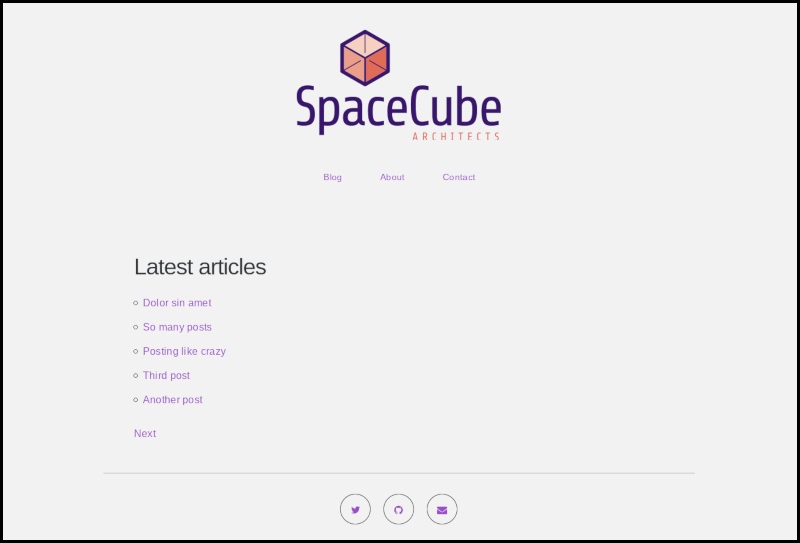 SpaceCube
ARCHITECTS
Blog About Contact
Latest articles
Dolor sin amet
So many posts
Posting like crazy
Third post
Another post
Next